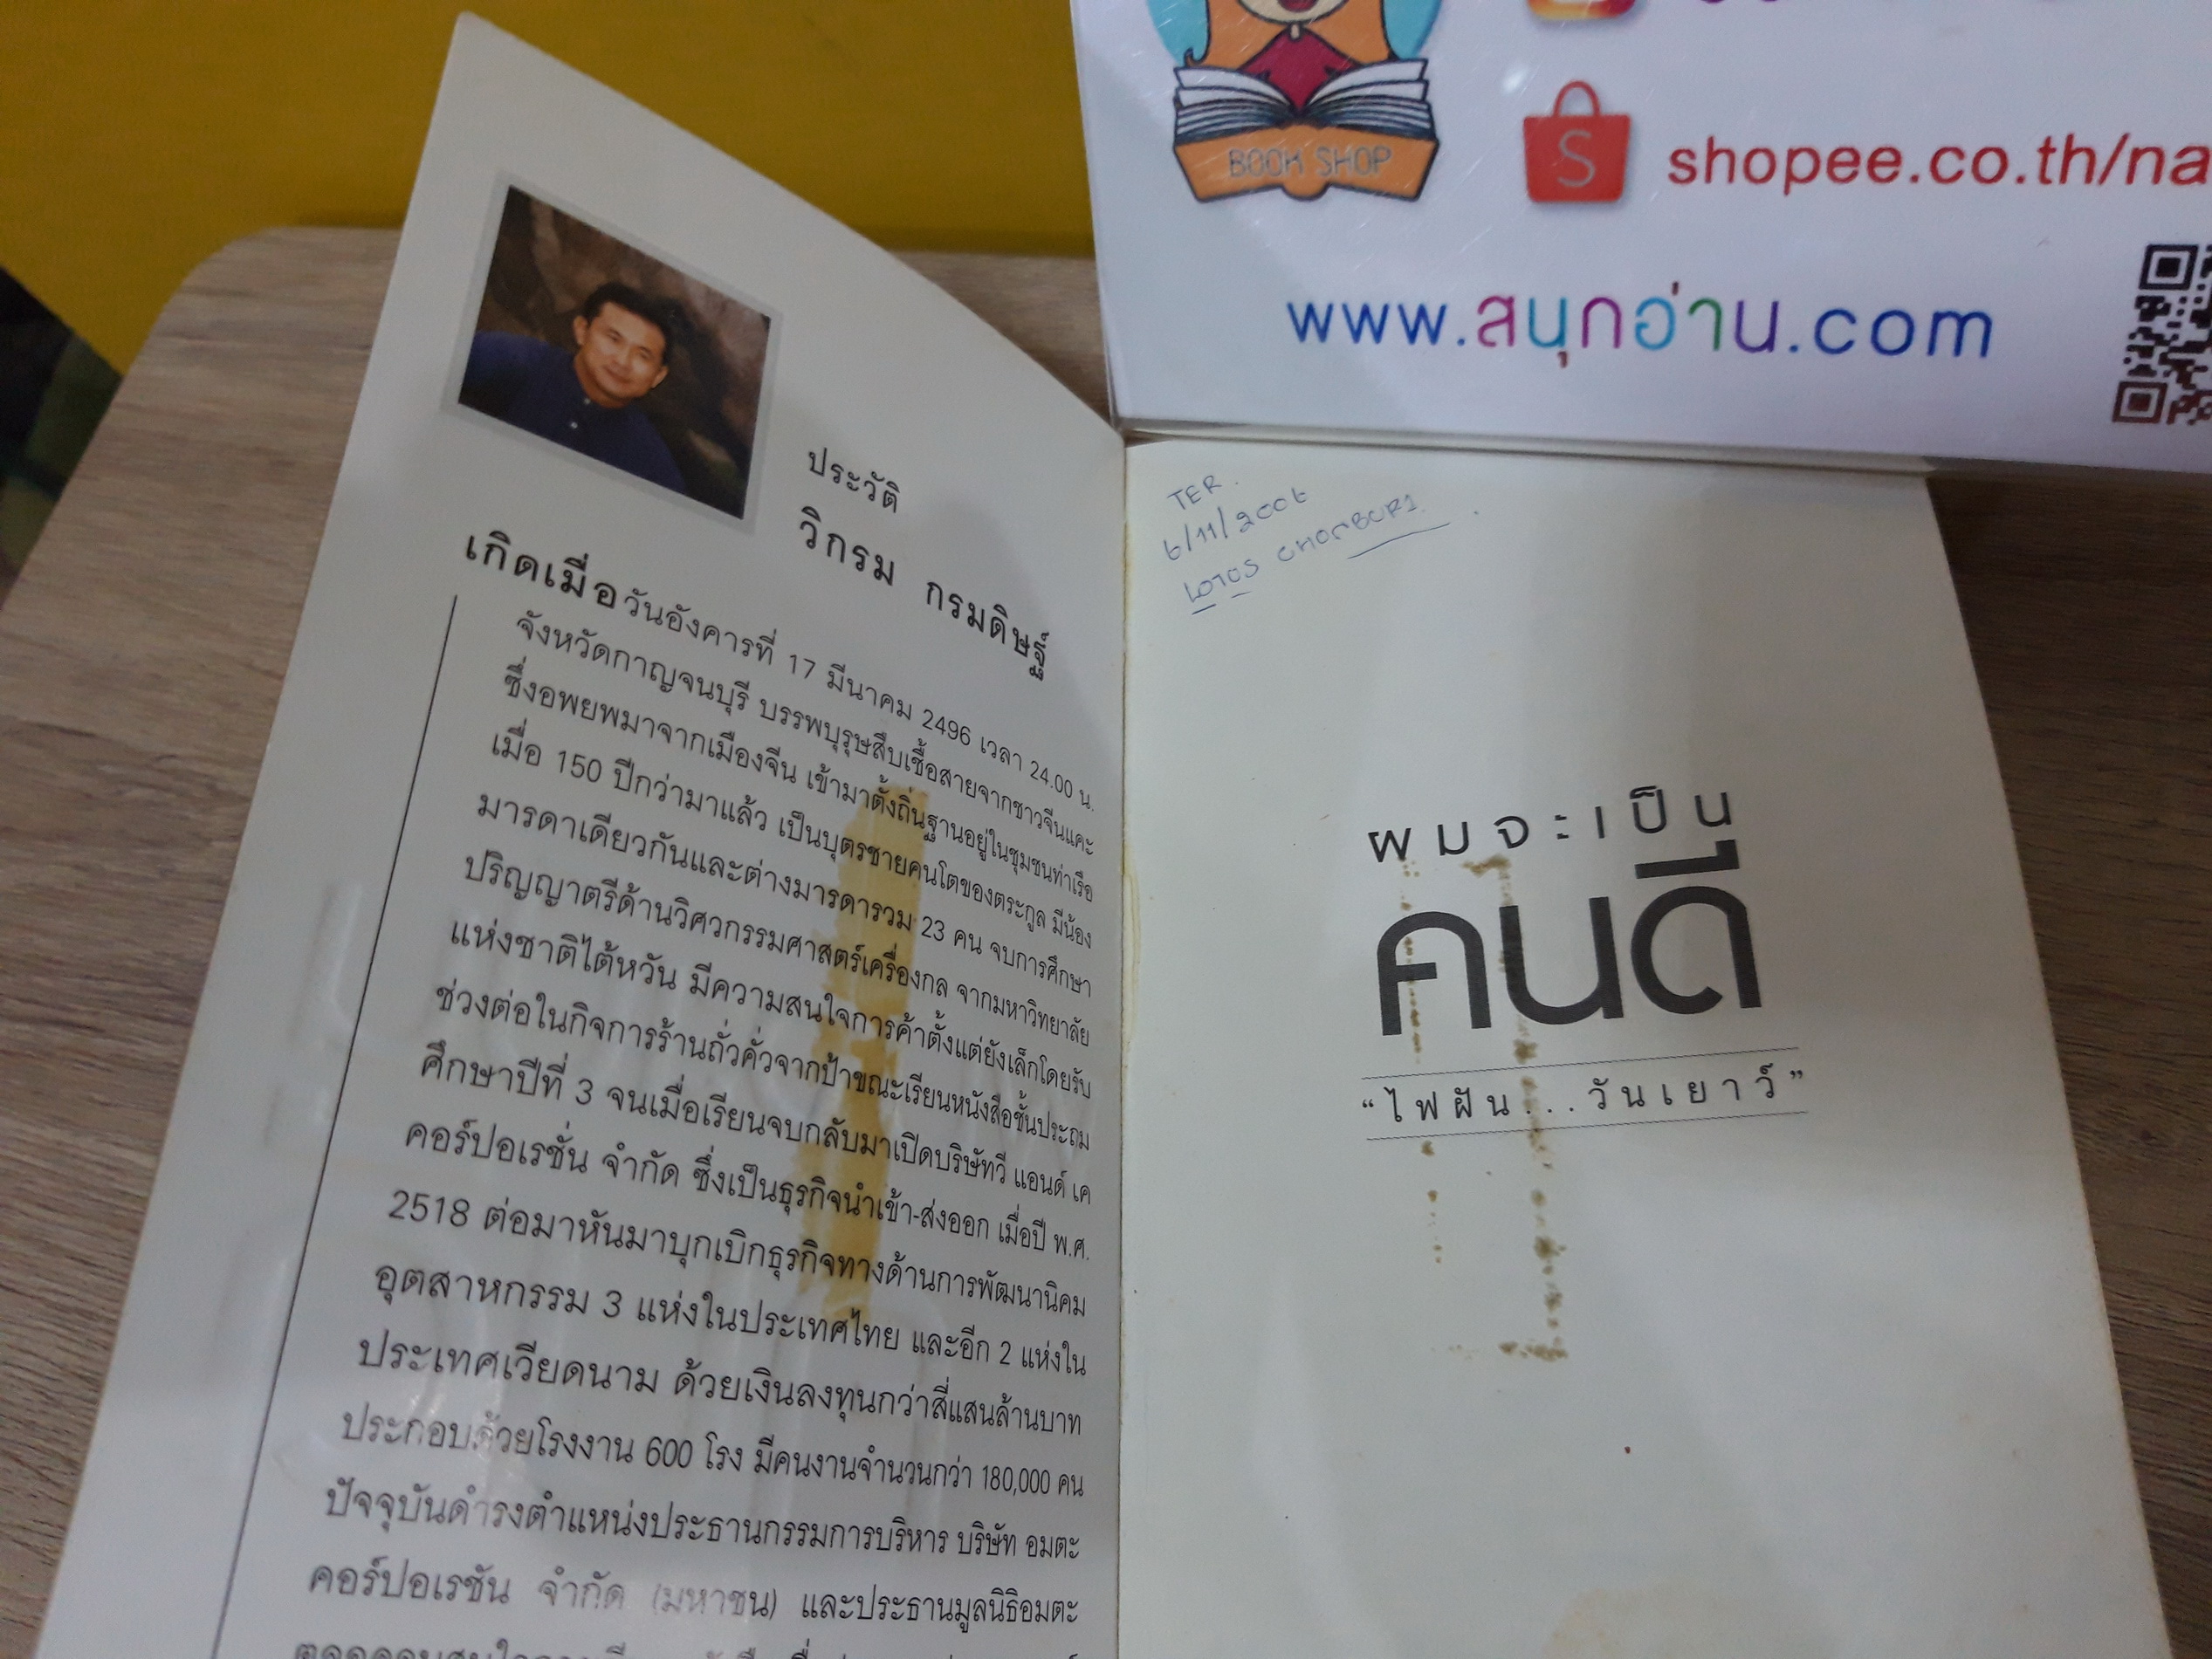 BOOK SHOP
shopee.co.th/na
www.สนุกอ่าน.com
ประวัติ
วิกรม กรมดิษฐ์
เกิดเมื่อวันอังคารที่ 17 มีนาคม 2496 เวลา 24.00 น.
จังหวัดกาญจนบุรี บรรพบุรุษสืบเชื้อสายจากชาวจีนแคะ
ซึ่งอพยพมาจากเมืองจีน เข้ามาตั้งถิ่นฐานอยู่ในชุมชนท่าเรือ
เมื่อ 150 ปีกว่ามาแล้ว เป็นบุตรชายคนโตของตระกูล มีน้อง
มารดาเดียวกันและต่างมารดารวม 23 คน จบการศึกษา
ปริญญาตรีด้านวิศวกรรมศาสตร์เครื่องกล จากมหาวิทยาลัย
แห่งชาติไต้หวัน มีความสนใจการค้าตั้งแต่ยังเล็กโดยรับ
ช่วงต่อในกิจการร้านถั่วคั่วจากป้าขณะเรียนหนังสือชั้นประถม
ศึกษาปีที่ 3 จนเมื่อเรียนจบกลับมาเปิดบริษัทวี แอนด์ เค
คอร์ปอเรชั่น จำกัด ซึ่งเป็นธุรกิจนำเข้า-ส่งออก เมื่อปี พ.ศ.
2518 ต่อมาหันมาบุกเบิกธุรกิจทางด้านการพัฒนานิคม
อุตสาหกรรม 3 แห่งในประเทศไทย และอีก 2 แห่งใน
ประเทศเวียดนาม ด้วยเงินลงทุนกว่าสี่แสนล้านบาท
ประกอบด้วยโรงงาน 600 โรง มีคนงานจำนวนกว่า 180,000 คน
ปัจจุบันดำรงตำแหน่งประธานกรรมการบริหาร บริษัท อมตะ
คอร์ปอเรชัน จำกัด (มหาชน) และประธานมูลนิธิอมตะ
TER.
6/11/2006
LOTOS CHONBURI
ผมจะเป็น
คนดี
“ไฟฝัน...วันเยาว์”